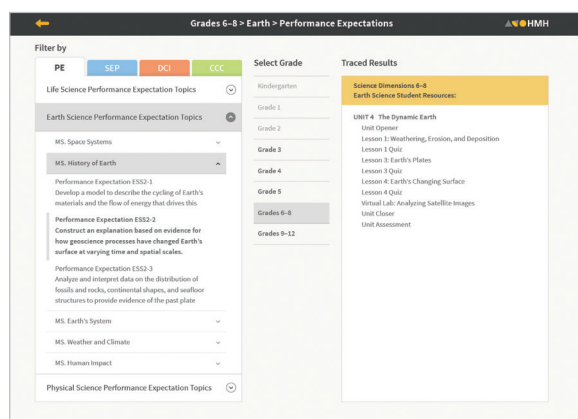 Grades 6–8 > Earth > Performance Expectations
HMH
Filter by
PE
SEP
DCI
CCC
Life Science Performance Expectation Topics
Earth Science Performance Expectation Topics
MS. Space Systems
MS. History of Earth
Performance Expectation ESS2-1
Develop a model to describe the cycling of Earth's
materials and the flow of energy that drives this
Performance Expectation ESS2-2
Construct an explanation based on evidence for
how geoscience processes have changed Earth's
surface at varying time and spatial scales.
Performance Expectation ESS2-3
Analyze and interpret data on the distribution of
fossils and rocks, continental shapes, and seafloor
structures to provide evidence of the past plate
MS. Earth's System
MS. Weather and Climate
MS. Human Impact
Physical Science Performance Expectation Topics
Select Grade
Kindergarten
Grade 1
Grade 2
Grade 3
Grade 4
Grade 5
Grades 6–8
Grades 9–12
Traced Results
Science Dimensions 6–8
Earth Science Student Resources:
UNIT 4 The Dynamic Earth
Unit Opener
Lesson 1: Weathering, Erosion, and Deposition
Lesson 1 Quiz
Lesson 3: Earth's Plates
Lesson 3 Quiz
Lesson 4: Earth's Changing Surface
Lesson 4 Quiz
Virtual Lab: Analyzing Satellite Images
Unit Closer
Unit Assessment